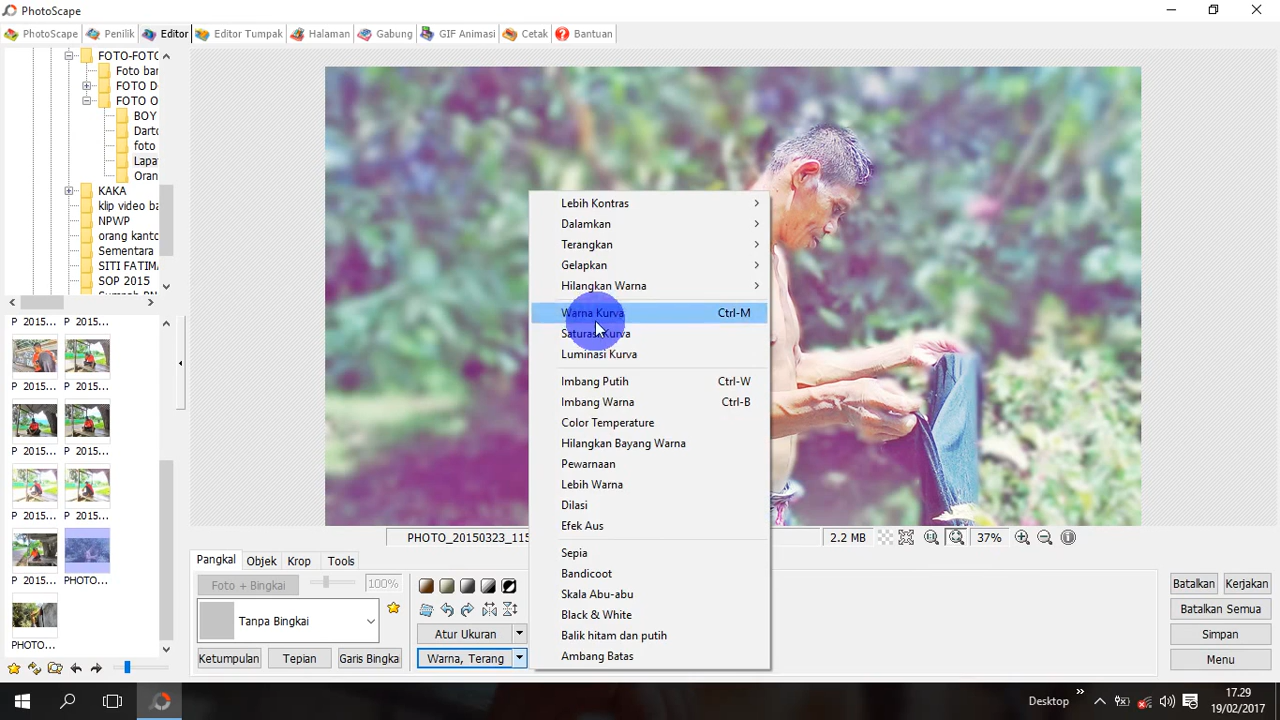 PhotoScape
PhotoScape Penilik Editor Editor Tumpak Halaman Gabung GIF Animasi Cetak Bantuan
FOTO-FOTO
Foto bar
FOTO D
FOTO O
BOY
Darto
foto
Lapa
Oran
KAKA
klip video ba
NPWP
orang kanto
Sementara
SITI FATIMA
SOP 2015
P 2015... P 2015...
P 2015... P 2015...
P 2015... P 2015...
P 2015... P 2015...
P 2015... PHOTO...
PHOTO...
Lebih Kontras
Dalamkan
Terangkan
Gelapkan
Hilangkan Warna
Warna Kurva Ctrl-M
Saturasi Kurva
Luminasi Kurva
Imbang Putih Ctrl-W
Imbang Warna Ctrl-B
Color Temperature
Hilangkan Bayang Warna
Pewarnaan
Lebih Warna
Dilasi
Efek Aus
Sepia
Bandicoot
Skala Abu-abu
Black & White
Balik hitam dan putih
Ambang Batas
PHOTO_20150323_115 2.2 MB 37%
Pangkal Objek Krop Tools
Foto + Bingkai 100%
Tanpa Bingkai
Ketumpulan Tepian Garis Bingka
Atur Ukuran
Warna, Terang
Batalkan Kerjakan
Batalkan Semua
Simpan
Menu
Desktop
17.29
19/02/2017